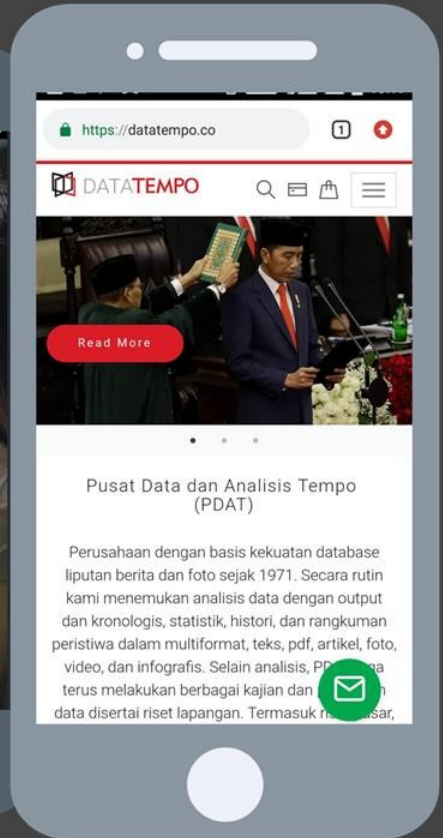 https://datatempo.co
1
DATATEMPO
Read More
Pusat Data dan Analisis Tempo
(PDAT)
Perusahaan dengan basis kekuatan database
liputan berita dan foto sejak 1971. Secara rutin
kami menemukan analisis data dengan output
dan kronologis, statistik, histori, dan rangkuman
peristiwa dalam multiformat, teks, pdf, artikel, foto,
video, dan infografis. Selain analisis,
terus melakukan berbagai kajian dan
data disertai riset lapangan. Termasuk